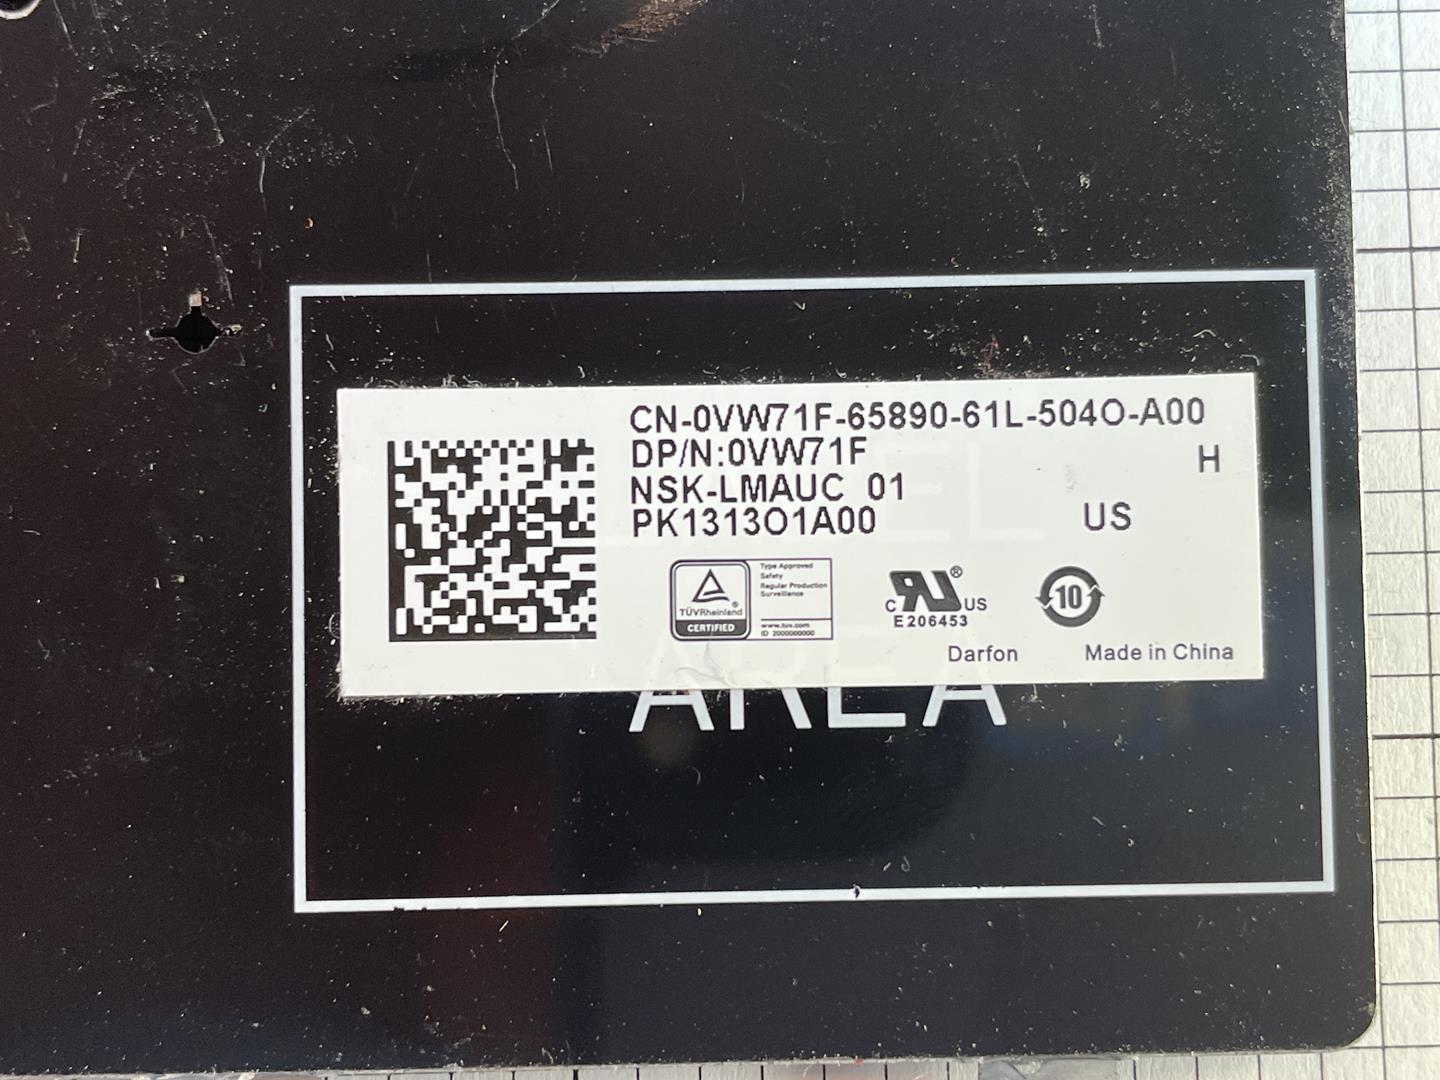 CN-0VW71F-65890-61L-504O-A00
DP/N:0VW71F
H
NSK-LMAUC 01
PK1313O1A00
US
TÜVRheinland
CERTIFIED
Type Approved
Safety
Regular Production
Surveillance
www.tuv.com
ID 2000000000
C US
E206453
10
Darfon
Made in China
LABEL
AREA